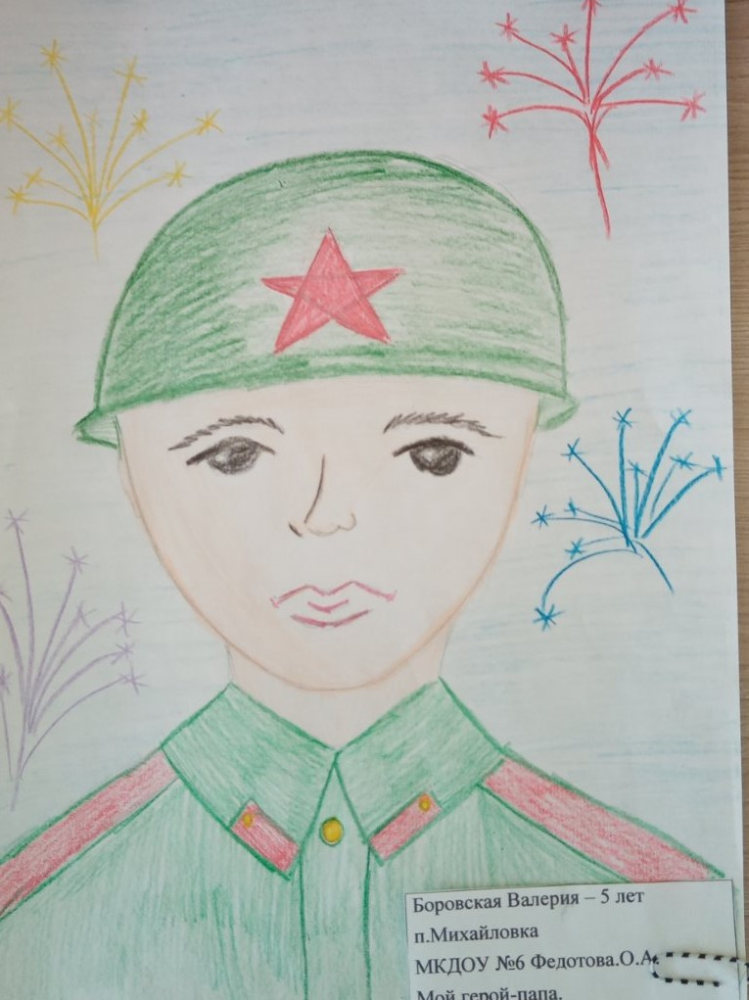 Боровская Валерия – 5 лет
п.Михайловка
МКДОУ №6 Федотова.О.А.
Мой герой-папа.